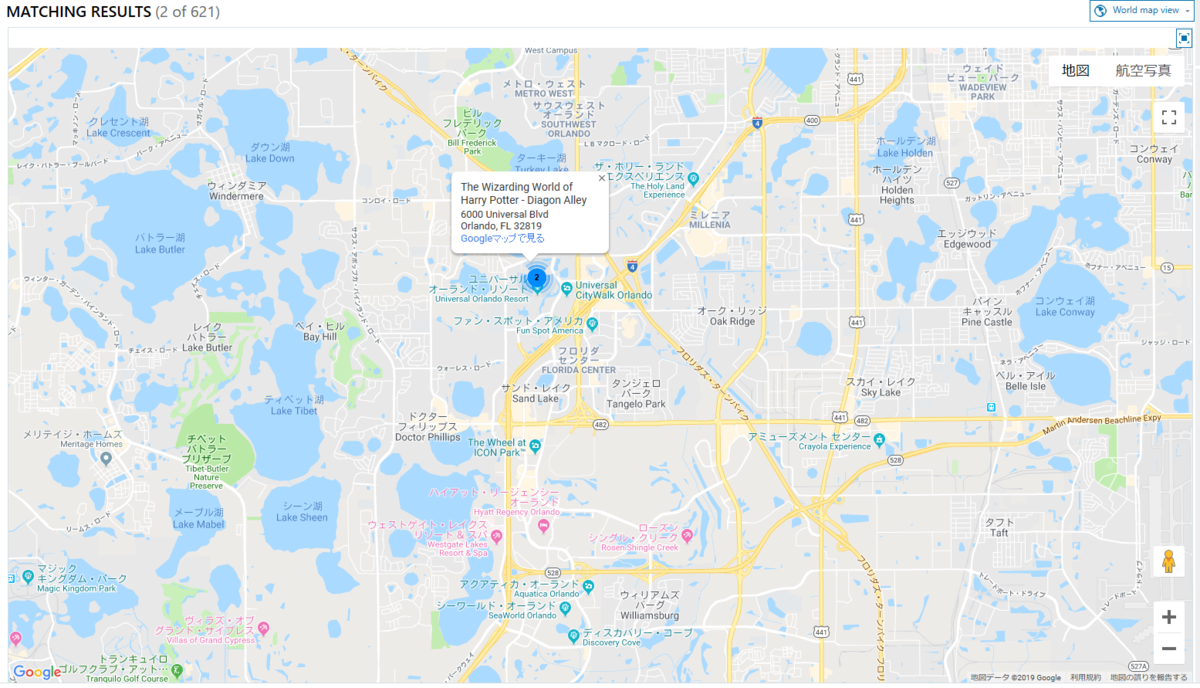 MATCHING RESULTS (2 of 621)
World map view
地図
航空写真
West Campus
メトロ・ウェスト
METRO WEST
サウスウェスト
オーランド
SOUTHWEST
ORLANDO
ビル
フレデリック
パーク
Bill Frederick
Park
ターキー湖
Turkey Lake
クレセント湖
Lake Crescent
ダウン湖
Lake Down
ウィンダミア
Windermere
バトラー湖
Lake Butler
ザ・ホリー・ランド
エクスペリエンス
The Holy Land
Experience
ウェイド
ビュー・パーク
WADEVIEW
PARK
ホールデン湖
Lake Holden
ホールデン
ハイツ
Holden
Heights
コンウェイ
Conway
441
400
4
527
ミレニア
MILLENIA
441
エッジウッド
Edgewood
15
The Wizarding World of
Harry Potter - Diagon Alley
6000 Universal Blvd
Orlando, FL 32819
Googleマップで見る
2
ユニバーサル
オーランド・リゾート
Universal Orlando Resort
Universal
CityWalk Orlando
4
ファン・スポット・アメリカ
Fun Spot America
オーク・リッジ
Oak Ridge
441
パイン
キャッスル
Pine Castle
コンウェイ湖
Lake Conway
レイク
バトラー
Lake Butler
ベイ・ヒル
Bay Hill
フロリダ
センター
FLORIDA CENTER
サンド・レイク
Sand Lake
タンジェロ
パーク
Tangelo Park
フロリダズ・ターンパイク
スカイ・レイク
Sky Lake
ベル・アイル
Belle Isle
ティベット湖
Lake Tibet
ドクター
フィリップス
Doctor Phillips
482
441
482
Martin Andersen Beachline Expy
メリテイジ・ホームズ
Meritage Homes
チベット
バトラー
プリザーブ
Tibet-Butler
Nature
Preserve
The Wheel at
ICON Park™
アミューズメント センター
Crayola Experience
528
メープル湖
Lake Mabel
シーン湖
Lake Sheen
ハイアット・リージェンシー
オーランド
Hyatt Regency Orlando
ウェストゲイト・レイクス
リゾート & スパ
Westgate Lakes
Resort & Spa
ローズン
シングル・クリーク
Rosen Shingle Creek
タフト
Taft
528
マジック
キングダム・パーク
Magic Kingdom Park
アクアティカ・オーランド
Aquatica Orlando
シーワールド・オーランド
SeaWorld Orlando
ウィリアムズ
バーグ
Williamsburg
ヴィラズ・オブ
グランド・サイプレス
Villas of Grand Cypress
ディスカバリー・コーブ
Discovery Cove
441
527A
トランキュイロ
ゴルフクラブ・アット…
Tranquilo Golf Course
Google
地図データ ©2019 Google
利用規約
地図の誤りを報告する